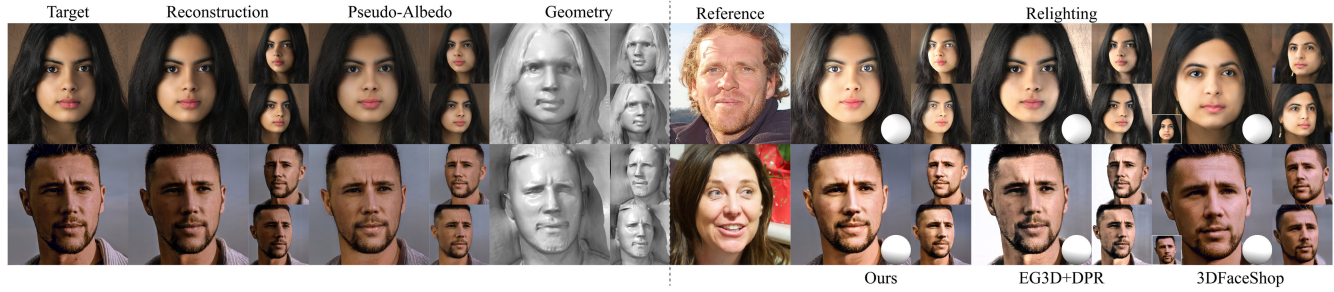 Target Reconstruction Pseudo-Albedo Geometry Reference Relighting
Ours EG3D+DPR 3DFaceShop